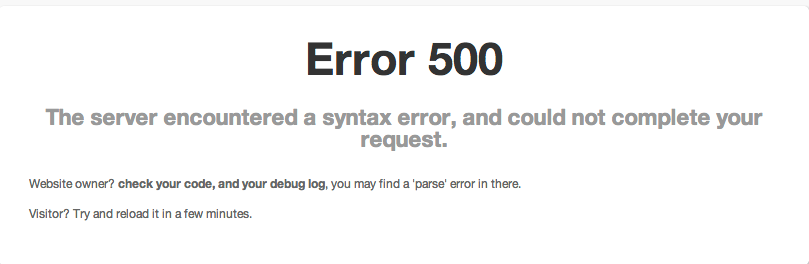 Error 500
The server encountered a syntax error, and could not complete your
request.
Website owner? check your code, and your debug log, you may find a 'parse' error in there.
Visitor? Try and reload it in a few minutes.